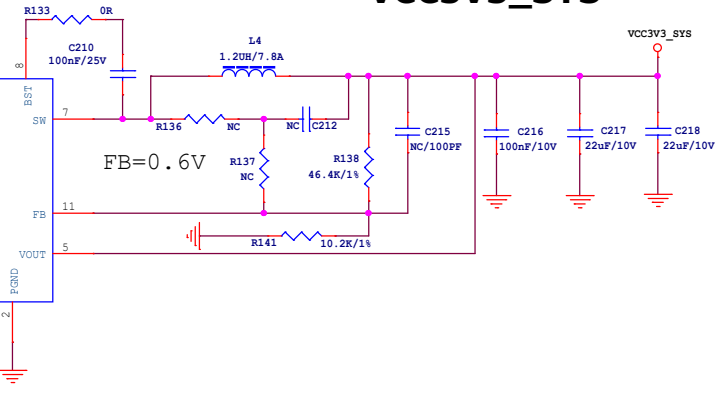 VCC3V3_SYS
R133 0R
VCC3V3_SYS
L4
1.2UH/7.8A
C210
100nF/25V
8
BST
SW
7
R136
NC
NC
C212
FB=0.6V
R137
NC
R138
46.4K/1%
C215
NC/100PF
C216
100nF/10V
C217
22uF/10V
C218
22uF/10V
11
FB
R141
10.2K/1%
5
VOUT
PGND
2